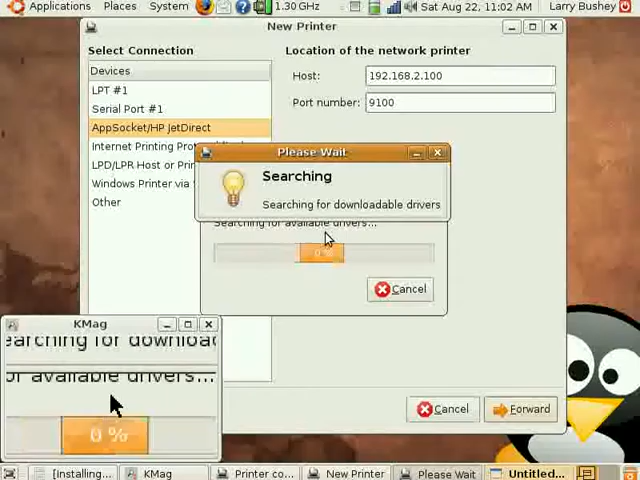 Applications Places System 1.30 GHz Sat Aug 22, 11:02 AM Larry Bushey
New Printer
Select Connection
Location of the network printer
Devices
Host: 192.168.2.100
LPT #1
Port number: 9100
Serial Port #1
AppSocket/HP JetDirect
Internet Printing Prot
LPD/LPR Host or Prin
Windows Printer via
Other
Please Wait
Searching
Searching for downloadable drivers
Searching for available drivers...
0 %
Cancel
KMag
earching for downloa
or available drivers...
0 %
Cancel Forward
[Installing... KMag Printer co... New Printer Please Wait Untitled...